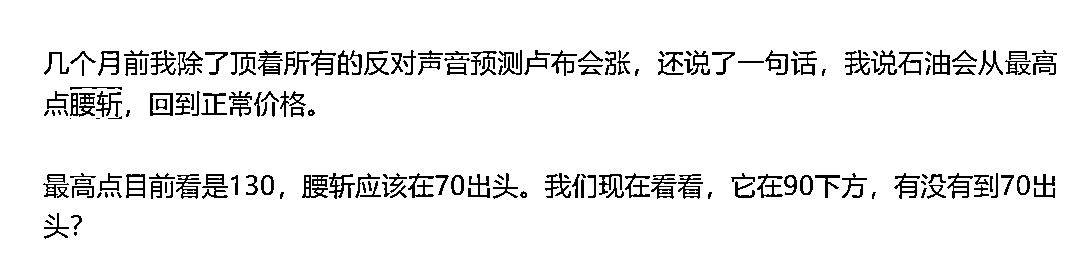 几个月前我除了顶着所有的反对声音预测卢布会涨，还说了一句话，我说石油会从最高
点腰斩，回到正常价格。
最高点目前看是130，腰斩应该在70出头。我们现在看看，它在90下方，有没有到70出
头？